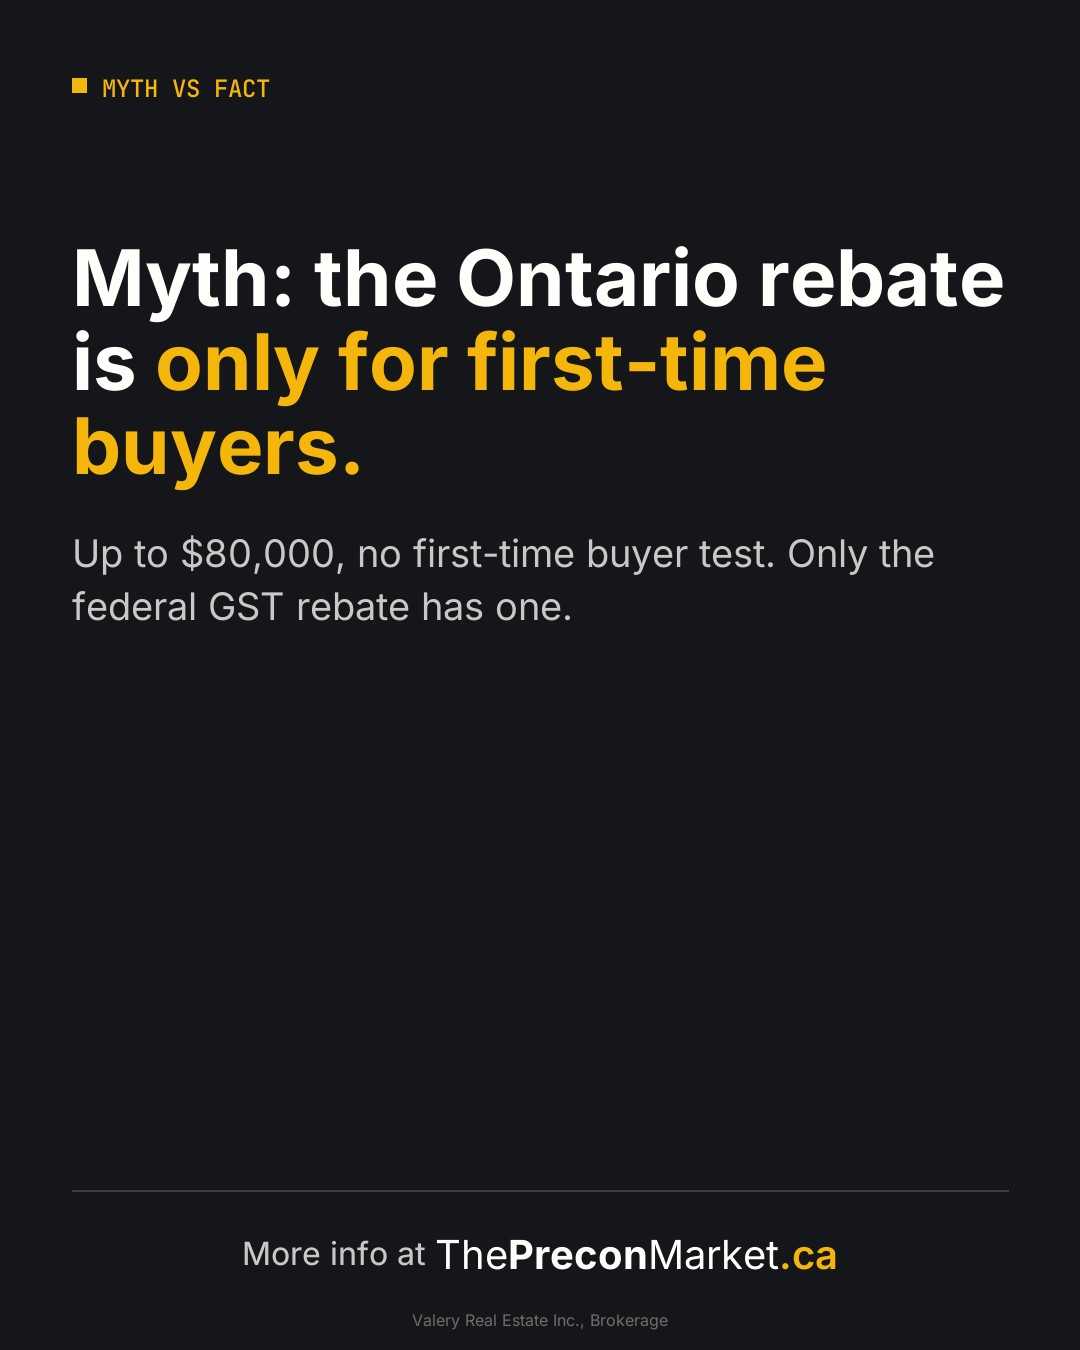 MYTH VS FACT
Myth: the Ontario rebate
is only for first-time
buyers.
Up to $80,000, no first-time buyer test. Only the
federal GST rebate has one.
More info at ThePreconMarket.ca
Valery Real Estate Inc., Brokerage